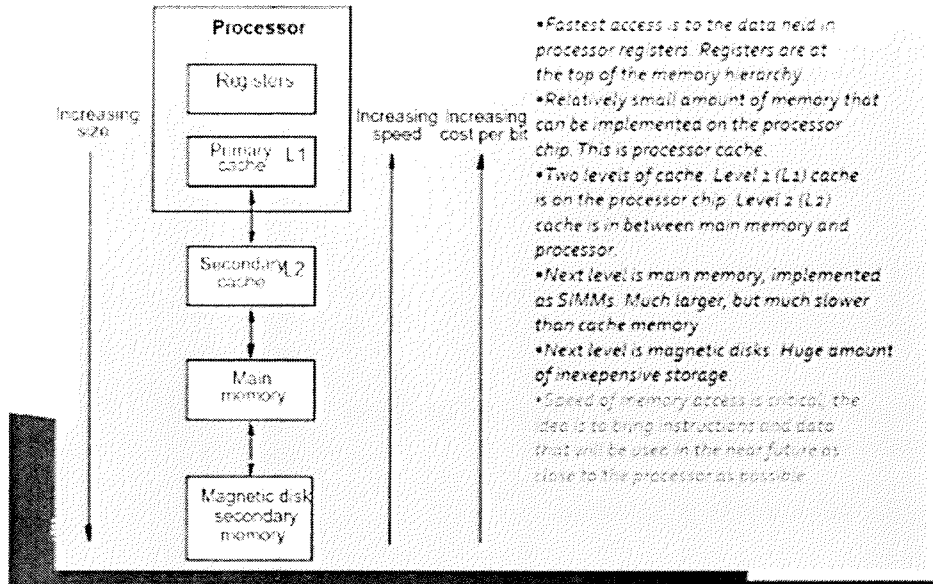 Processor
Registers
Primary
cache
L1
Increasing
size
Increasing
speed
Increasing
cost per bit
Secondary
cache
L2
Main
memory
Magnetic disk
secondary
memory
•Fastest access is to the data held in
processor registers. Registers are at
the top of the memory hierarchy.
•Relatively small amount of memory that
can be implemented on the processor
chip. This is processor cache.
•Two levels of cache. Level 1 (L1) cache
is on the processor chip. Level 2 (L2)
cache is in between main memory and
processor.
•Next level is main memory, implemented
as SIMMs. Much larger, but much slower
than cache memory.
•Next level is magnetic disks. Huge amount
of inexepensive storage.
•Speed of memory access is critical, the
idea is to bring instructions and data
that will be used in the near future as
close to the processor as possible.